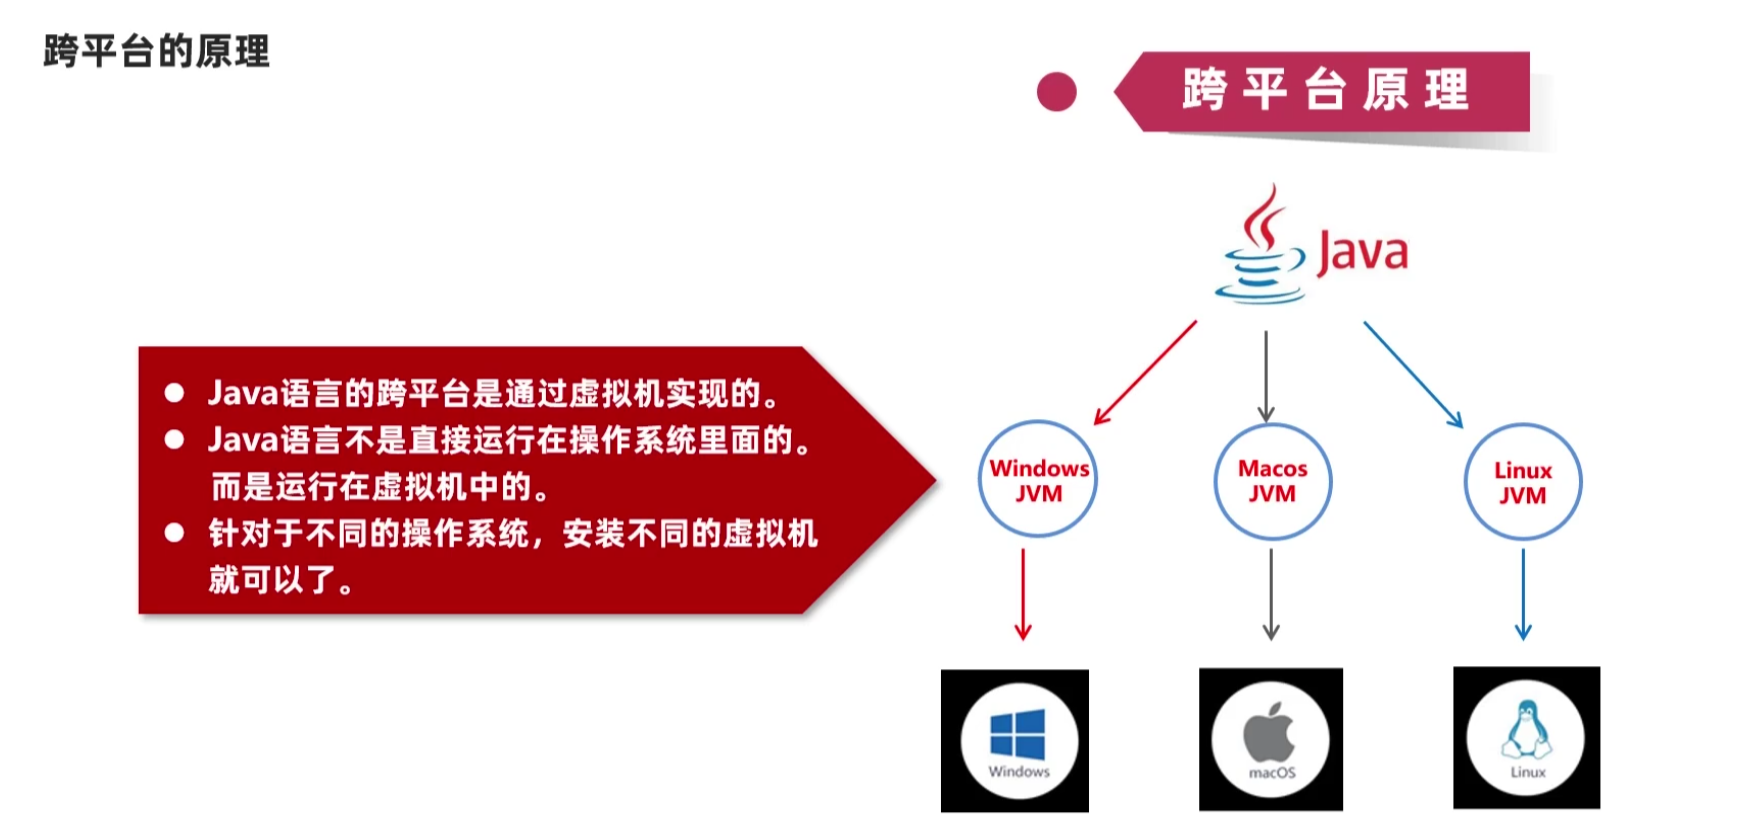 跨平台的原理
跨平台原理
Java
Java语言的跨平台是通过虚拟机实现的。
Java语言不是直接运行在操作系统里面的。
而是运行在虚拟机中的。
针对于不同的操作系统，安装不同的虚拟机
就可以了。
Windows
JVM
Macos
JVM
Linux
JVM
Windows
macOS
Linux